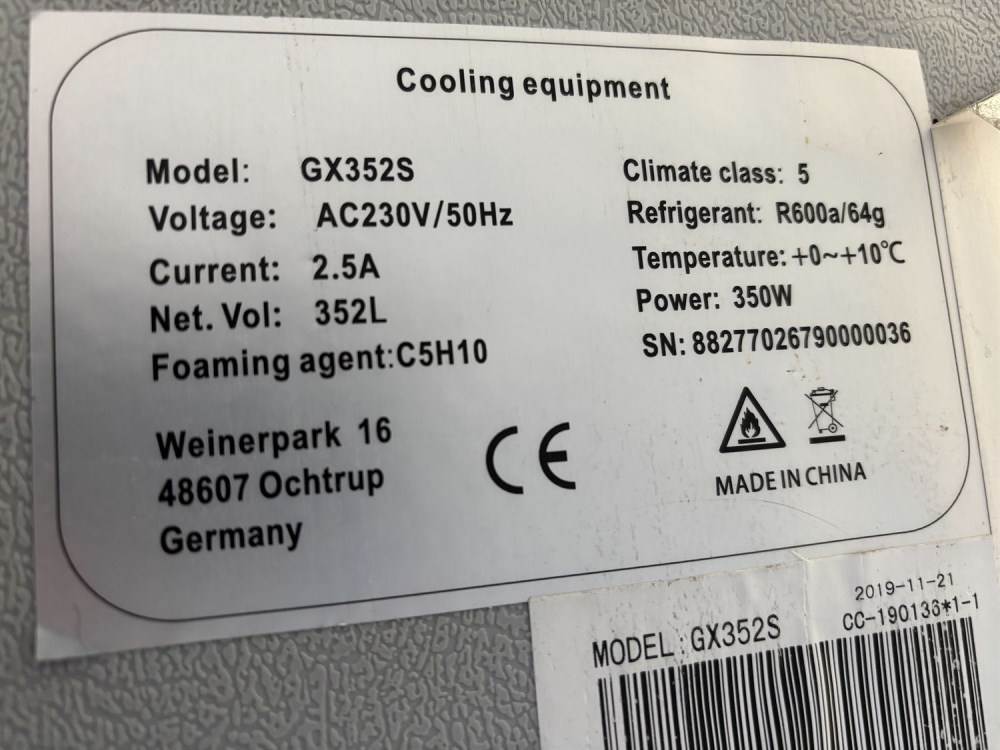 Cooling equipment
Model: GX352S
Voltage: AC230V/50Hz
Current: 2.5A
Net. Vol: 352L
Foaming agent:C5H10
Climate class: 5
Refrigerant: R600a/64g
Temperature: +0~+10℃
Power: 350W
SN: 88277026790000036
Weinerpark 16
48607 Ochtrup
Germany
CE
MADE IN CHINA
2019-11-21
CC-190136*1-1
MODEL:GX352S